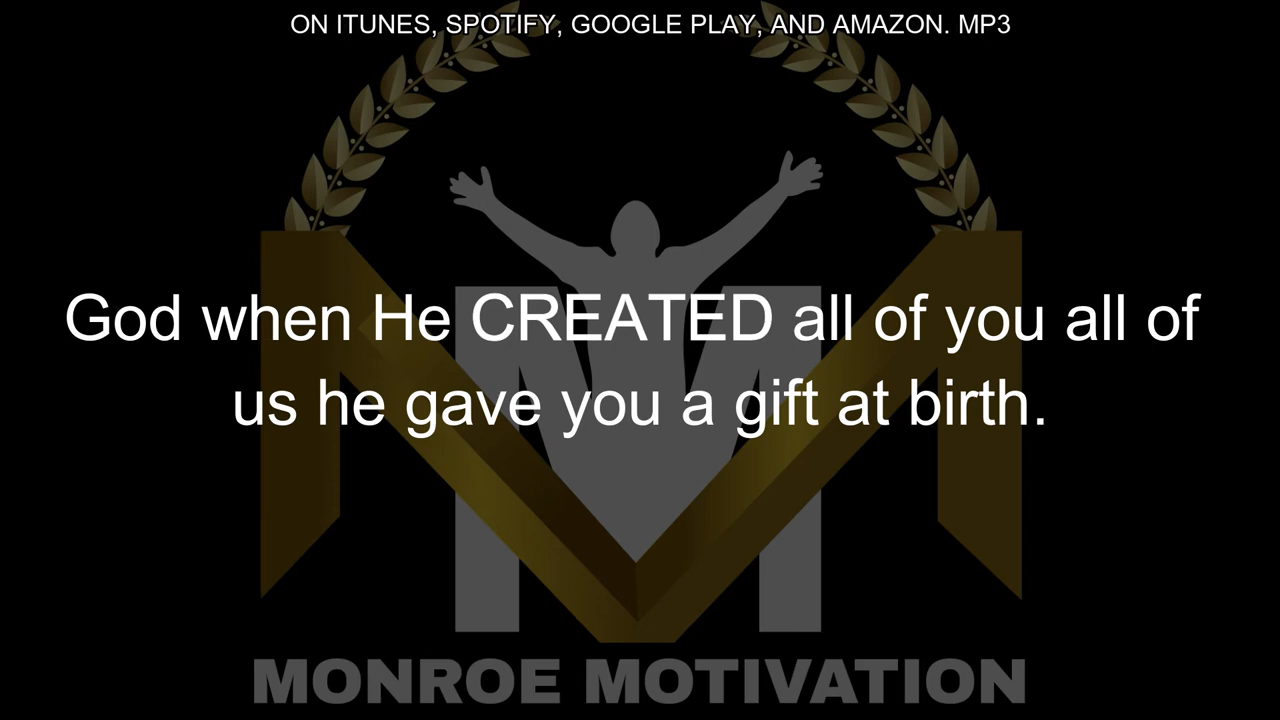 ON ITUNES, SPOTIFY, GOOGLE PLAY, AND AMAZON. MP3
God when He CREATED all of you all of
us he gave you a gift at birth.
MONROE MOTIVATION